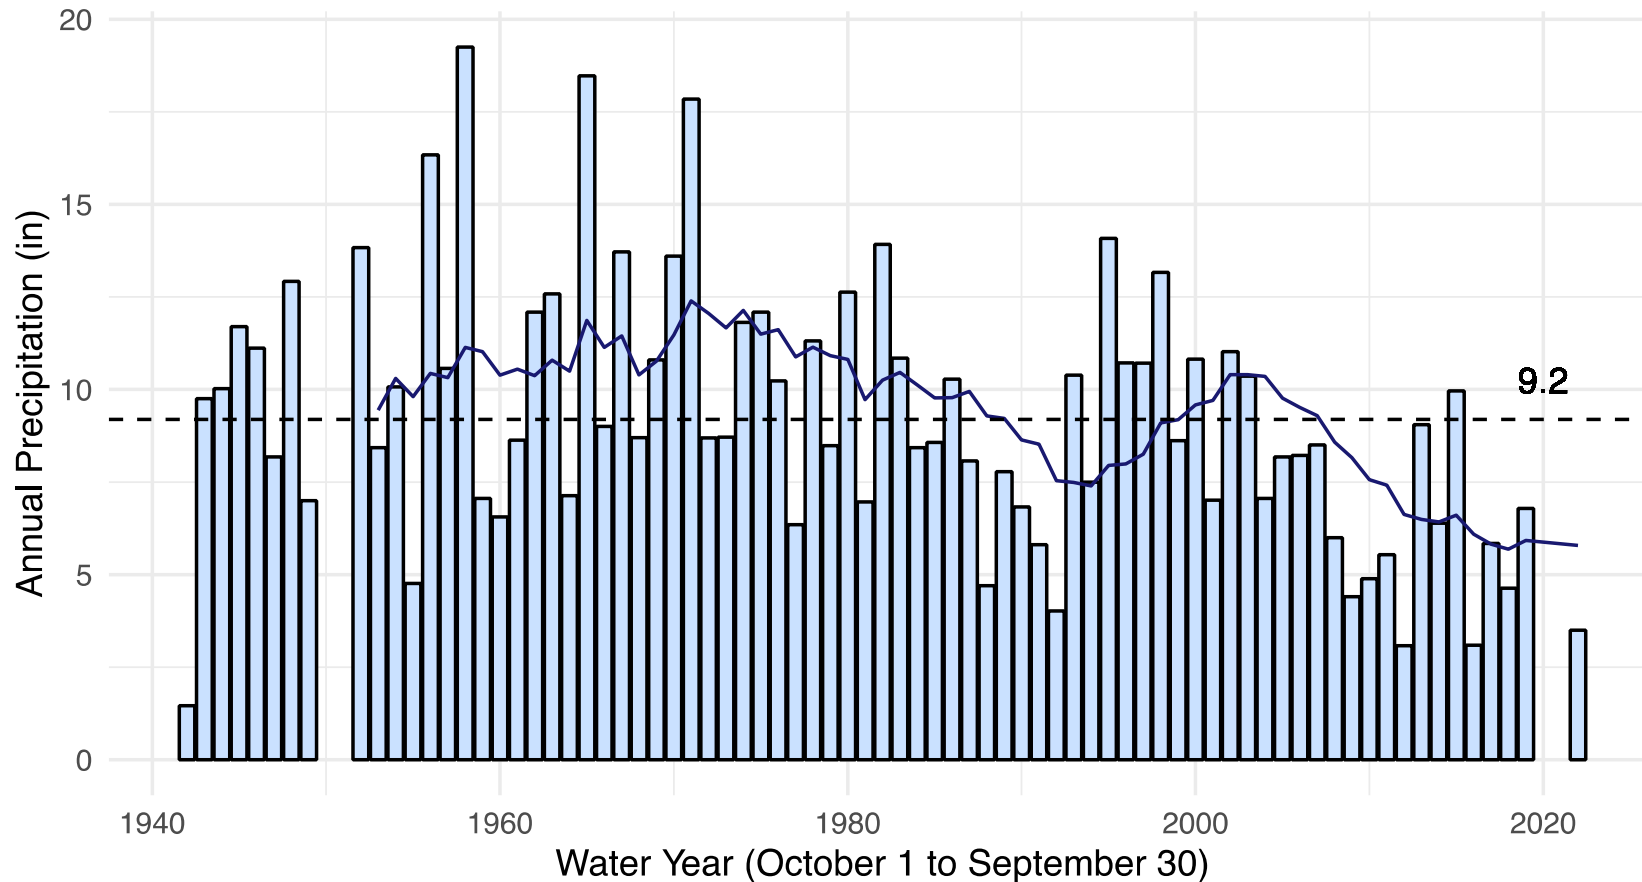 20
15
10
5
0
Annual Precipitation (in)
9.2
1940 1960 1980 2000 2020
Water Year (October 1 to September 30)